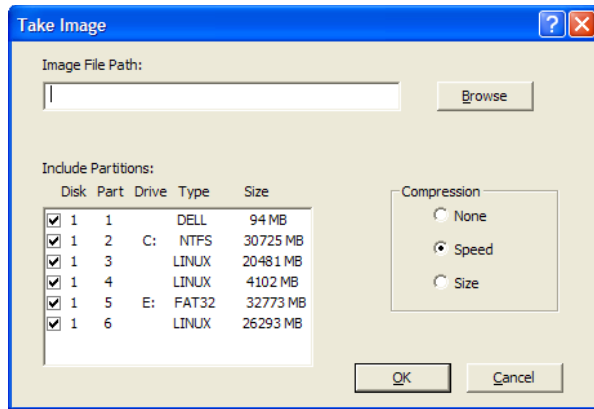 Take Image
Image File Path:
Browse
Include Partitions:
Disk Part Drive Type Size
1 1 DELL 94 MB
1 2 C: NTFS 30725 MB
1 3 LINUX 20481 MB
1 4 LINUX 4102 MB
1 5 E: FAT32 32773 MB
1 6 LINUX 26293 MB
Compression
None
Speed
Size
OK Cancel